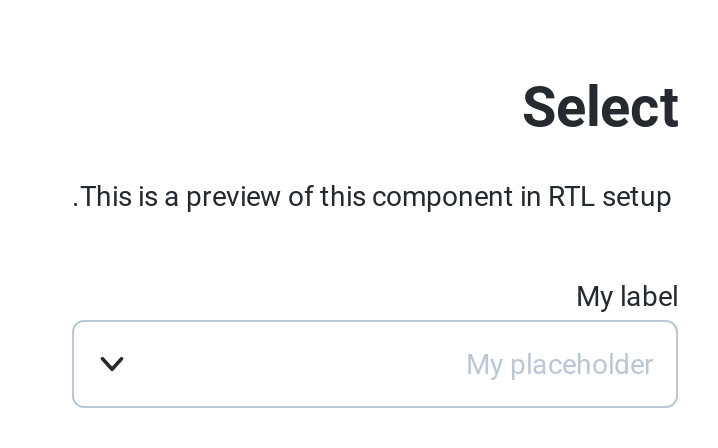 Select
.This is a preview of this component in RTL setup
My label
My placeholder